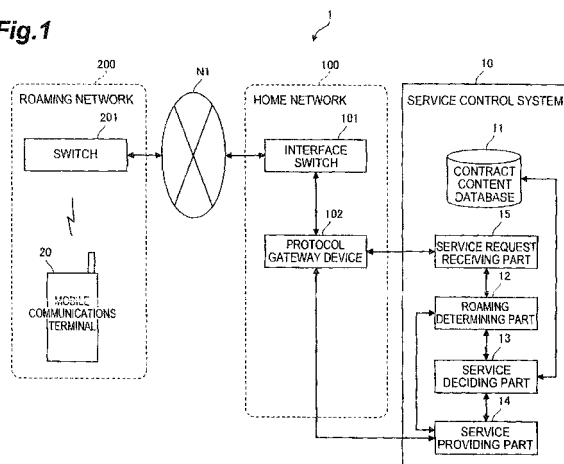 Fig.1
1
200
ROAMING NETWORK
201
SWITCH
20
MOBILE
COMMUNICATIONS
TERMINAL
N1
100
HOME NETWORK
101
INTERFACE
SWITCH
102
PROTOCOL
GATEWAY DEVICE
10
SERVICE CONTROL SYSTEM
11
CONTRACT
CONTENT
DATABASE
15
SERVICE REQUEST
RECEIVING PART
12
ROAMING
DETERMINING PART
13
SERVICE
DECIDING PART
14
SERVICE
PROVIDING PART